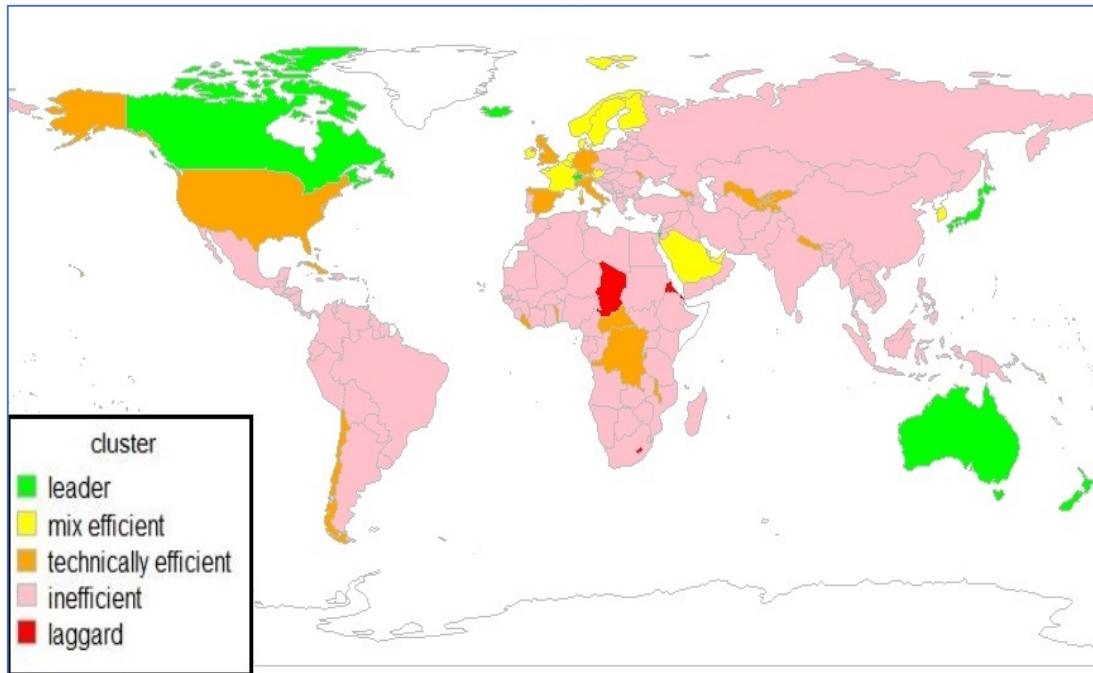 cluster
leader
mix efficient
technically efficient
inefficient
laggard